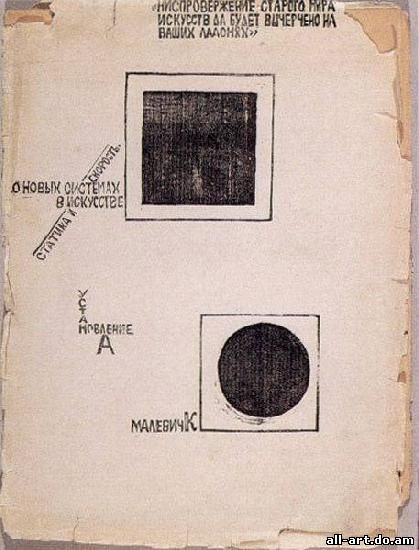 «НИСПРОВЕРЖЕНИЕ СТАРОГО МИРА
ИСКУССТВ ДА БУДЕТ ВЫЧЕРЧЕНО НА
ВАШИХ ЛАДОНЯХ»
О НОВЫХ СИСТЕМАХ
В ИСКУССТВЕ
СТАТИКА И СКОРОСТЬ.
УСТАНОВЛЕНИЕ
А
МАЛЕВИЧ К
all-art.do.am